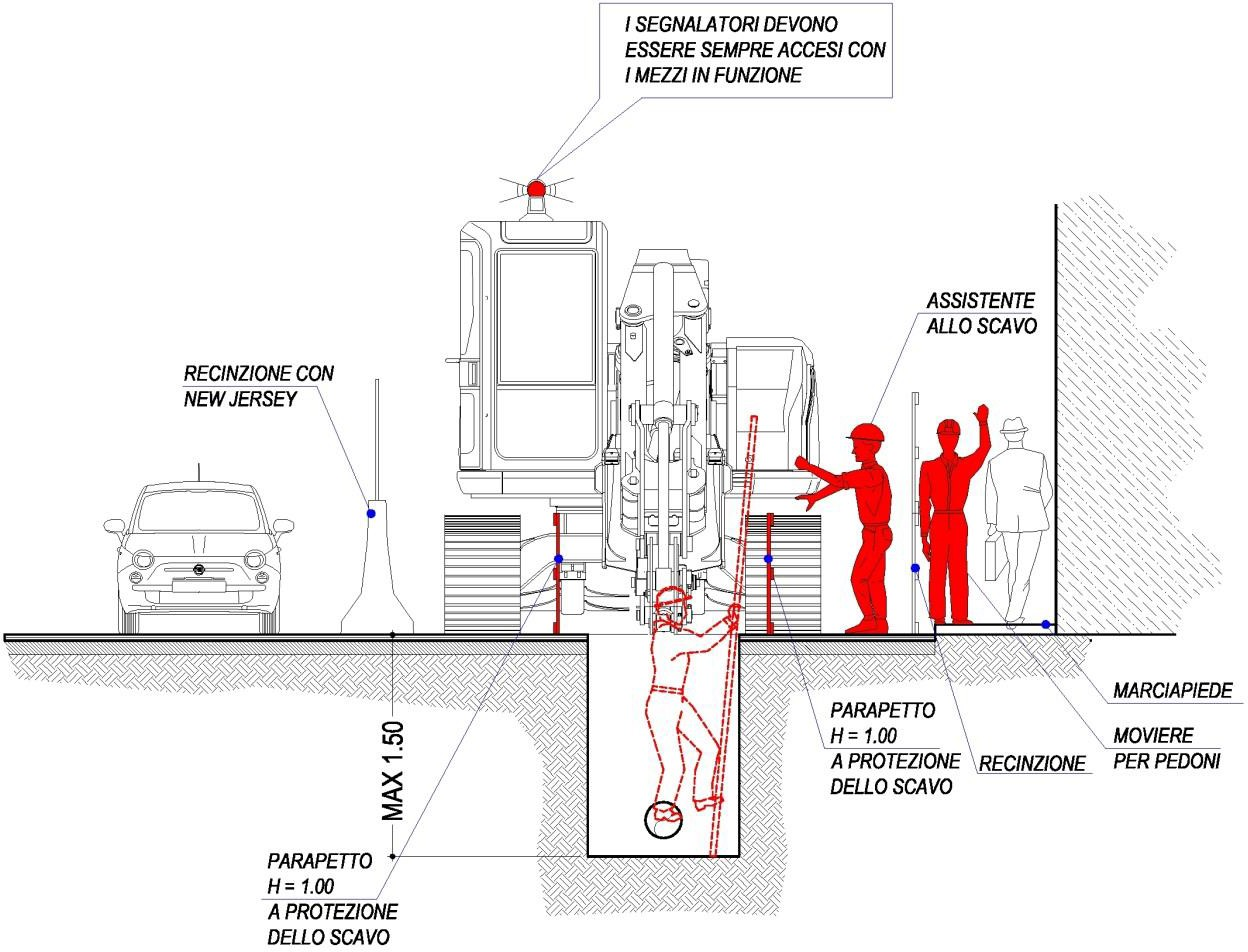 I SEGNALATORI DEVONO
ESSERE SEMPRE ACCESI CON
I MEZZI IN FUNZIONE
ASSISTENTE
ALLO SCAVO
RECINZIONE CON
NEW JERSEY
MARCIAPIEDE
PARAPETTO
H = 1.00
A PROTEZIONE
DELLO SCAVO
RECINZIONE
MOVIERE
PER PEDONI
MAX 1.50
PARAPETTO
H = 1.00
A PROTEZIONE
DELLO SCAVO